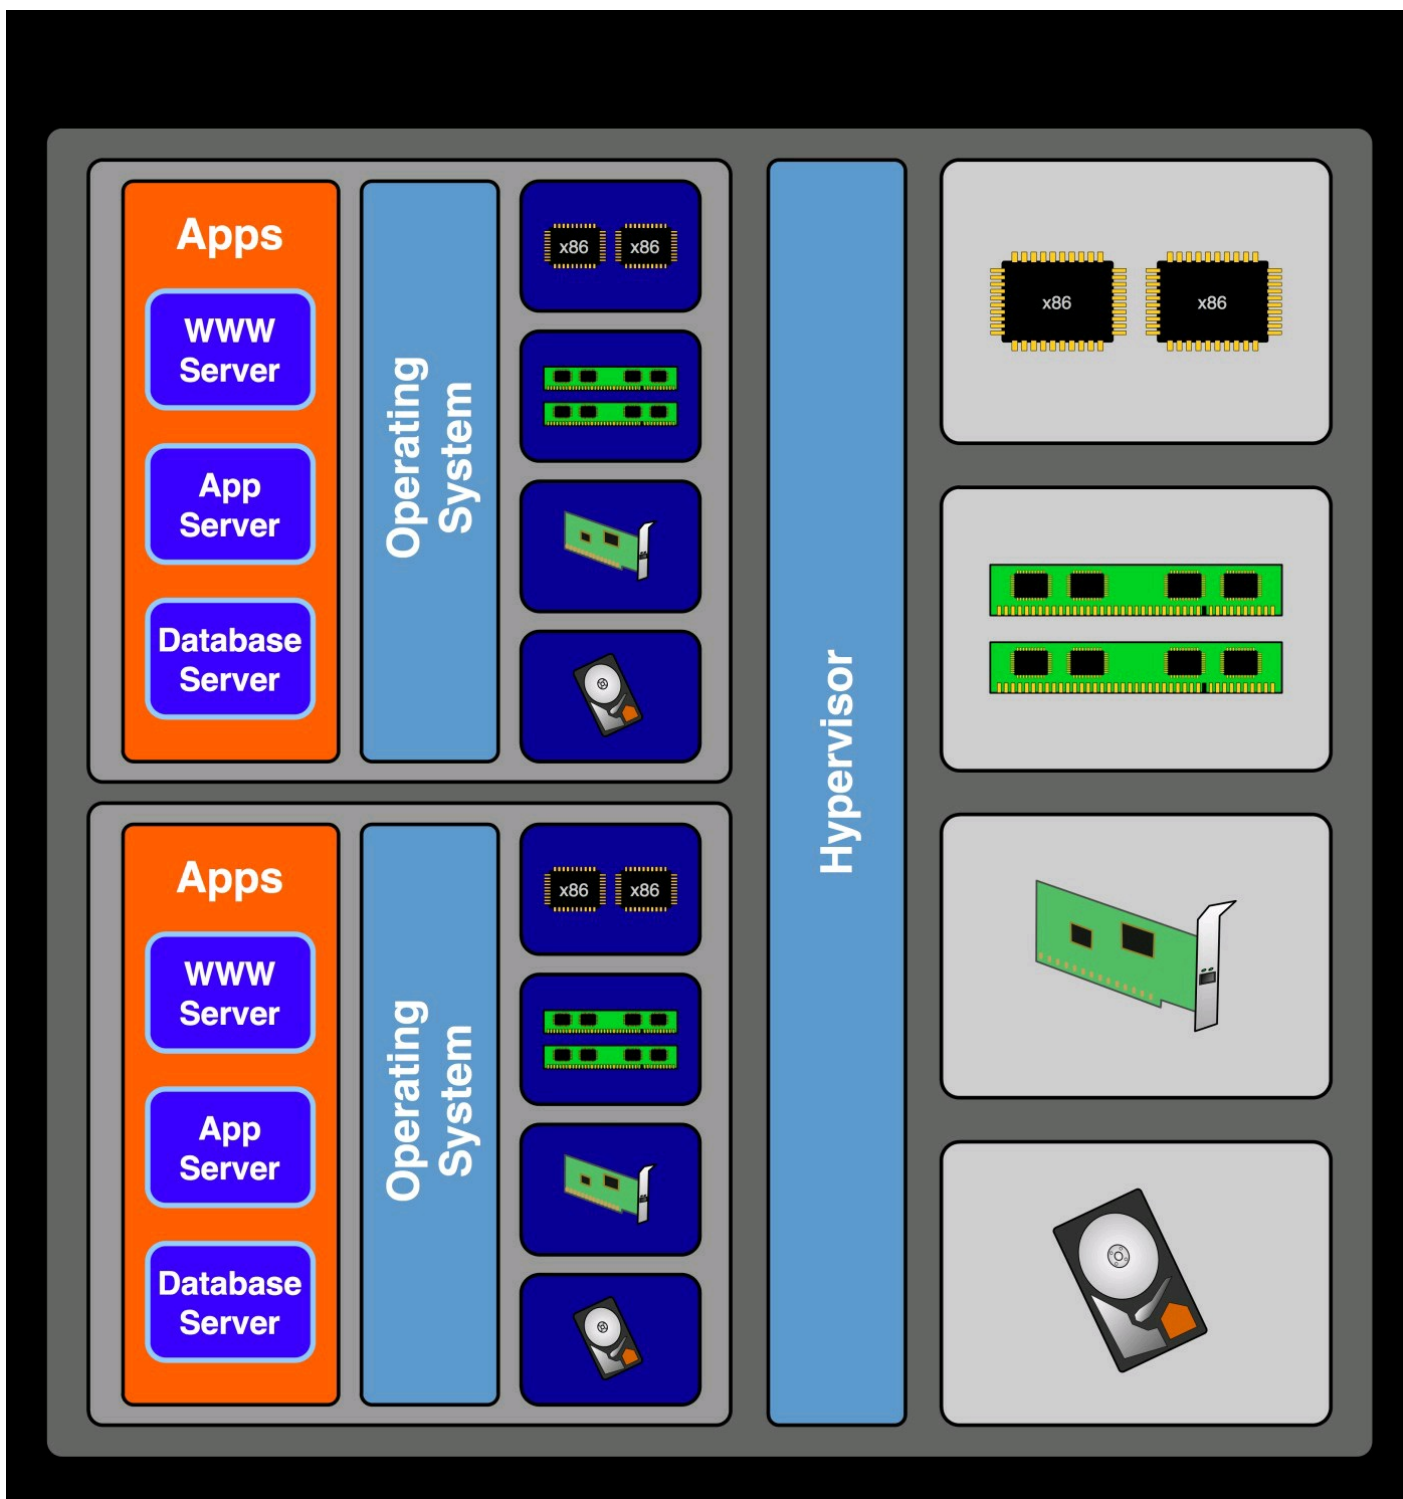 Apps
WWW
Server
App
Server
Database
Server
Operating
System
x86 x86
Apps
WWW
Server
App
Server
Database
Server
Operating
System
x86 x86
Hypervisor
x86 x86